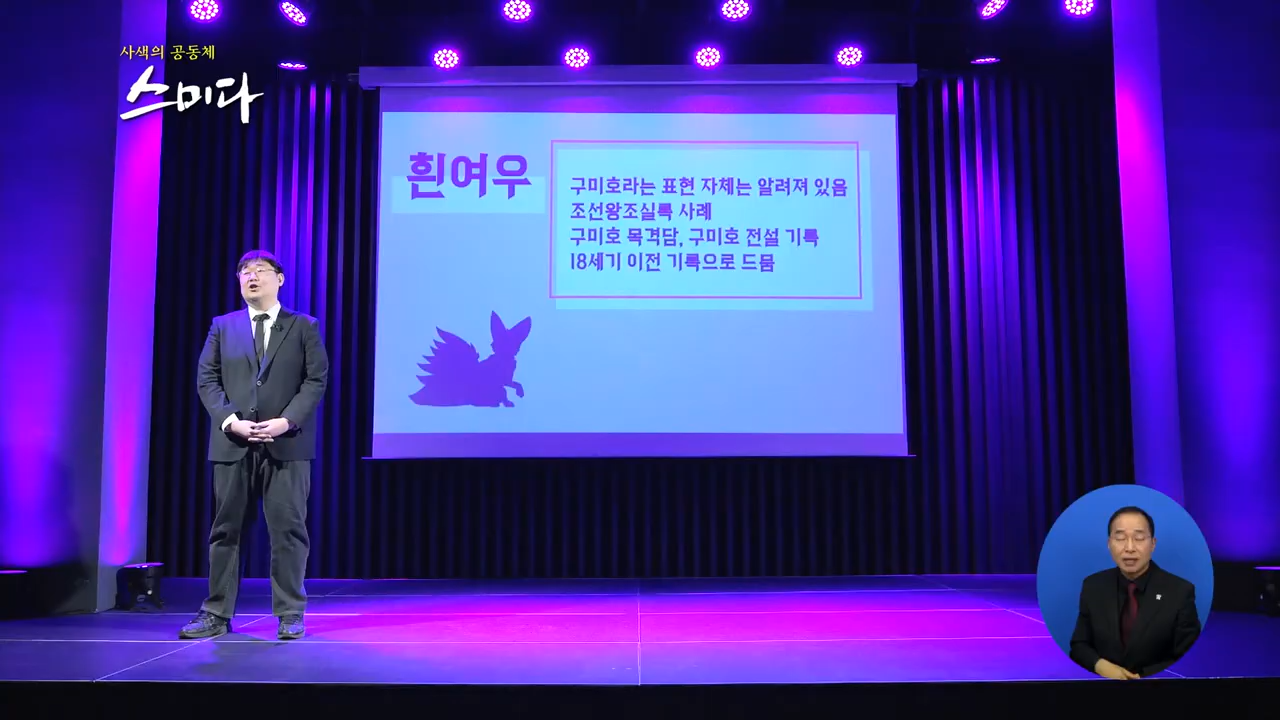 사색의 공동체
스미다
흰여우
구미호라는 표현 자체는 알려져 있음
조선왕조실록 사례
구미호 목격담, 구미호 전설 기록
18세기 이전 기록으로 드뭄